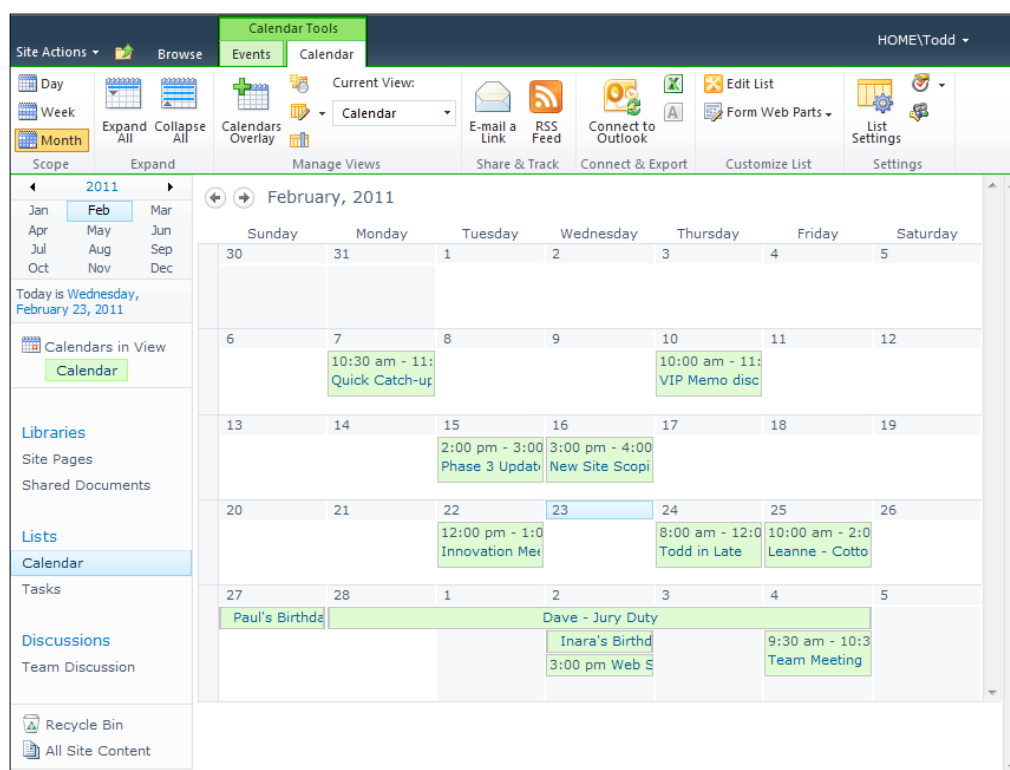 Calendar Tools
Site Actions Browse Events Calendar HOME\Todd
Day
Week
Month
Scope
Expand All
Collapse All
Expand
Calendars Overlay
Current View:
Calendar
Manage Views
E-mail a Link
RSS Feed
Share & Track
Connect to Outlook
Connect & Export
Edit List
Form Web Parts
Customize List
List Settings
Settings
2011
Jan Feb Mar
Apr May Jun
Jul Aug Sep
Oct Nov Dec
Today is Wednesday,
February 23, 2011
Calendars in View
Calendar
Libraries
Site Pages
Shared Documents
Lists
Calendar
Tasks
Discussions
Team Discussion
Recycle Bin
All Site Content
February, 2011
Sunday Monday Tuesday Wednesday Thursday Friday Saturday
30 31 1 2 3 4 5
6 7 8 9 10 11 12
10:30 am - 11: 10:00 am - 11:
Quick Catch-up VIP Memo disc
13 14 15 16 17 18 19
2:00 pm - 3:00 3:00 pm - 4:00
Phase 3 Updat New Site Scopi
20 21 22 23 24 25 26
12:00 pm - 1:0 8:00 am - 12:0 10:00 am - 2:0
Innovation Mee Todd in Late Leanne - Cotto
27 28 1 2 3 4 5
Paul's Birthda Dave - Jury Duty
Inara's Birthd 9:30 am - 10:3
3:00 pm Web S Team Meeting